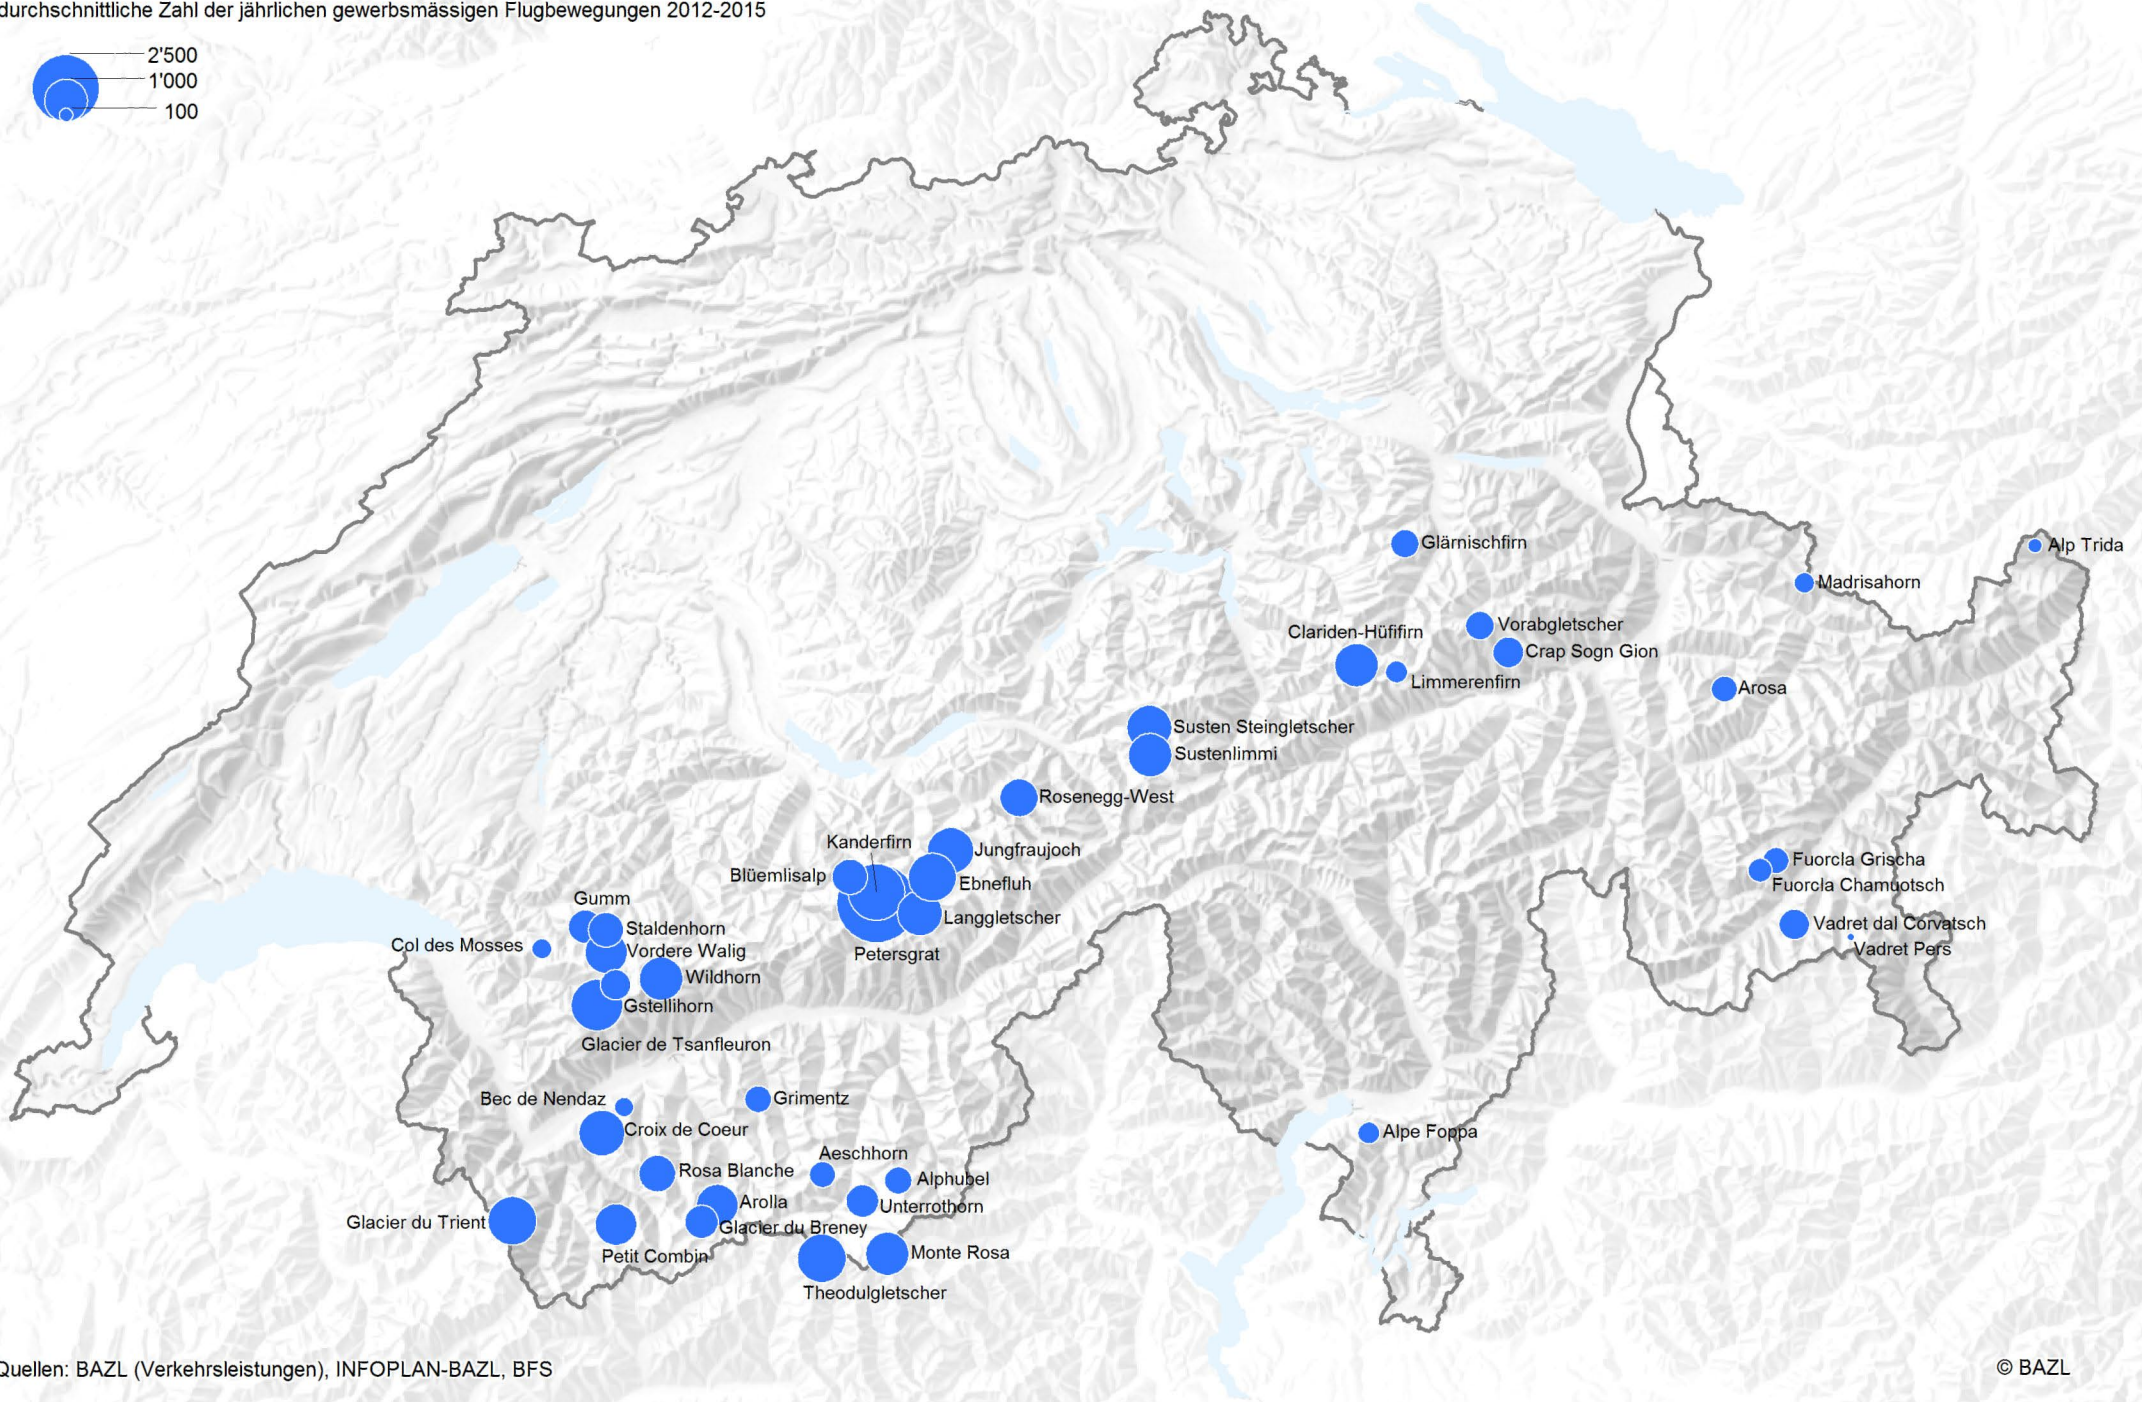 durchschnittliche Zahl der jährlichen gewerbsmässigen Flugbewegungen 2012-2015
2'500
1'000
100
Glärnischfirn
Alp Trida
Madrisahorn
Vorabgletscher
Clariden-Hüfifirn
Crap Sogn Gion
Limmerenfirn
Arosa
Susten Steingletscher
Sustenlimmi
Rosenegg-West
Kanderfirn
Jungfraujoch
Blüemlisalp
Ebnefluh
Fuorcla Grischa
Fuorcla Chamuotsch
Gumm
Langgletscher
Staldenhorn
Vadret dal Corvatsch
Col des Mosses
Vordere Walig
Petersgrat
Vadret Pers
Wildhorn
Gstellihorn
Glacier de Tsanfleuron
Bec de Nendaz
Grimentz
Croix de Coeur
Alpe Foppa
Aeschhorn
Rosa Blanche
Alphubel
Arolla
Unterrothorn
Glacier du Trient
Glacier du Breney
Petit Combin
Monte Rosa
Theodulgletscher
Quellen: BAZL (Verkehrsleistungen), INFOPLAN-BAZL, BFS
© BAZL